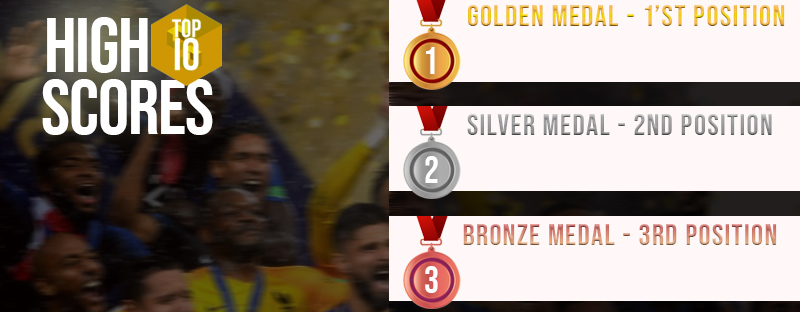 HIGH
TOP
10
SCORES
GOLDEN MEDAL - 1'ST POSITION
1
SILVER MEDAL - 2ND POSITION
2
BRONZE MEDAL - 3RD POSITION
3